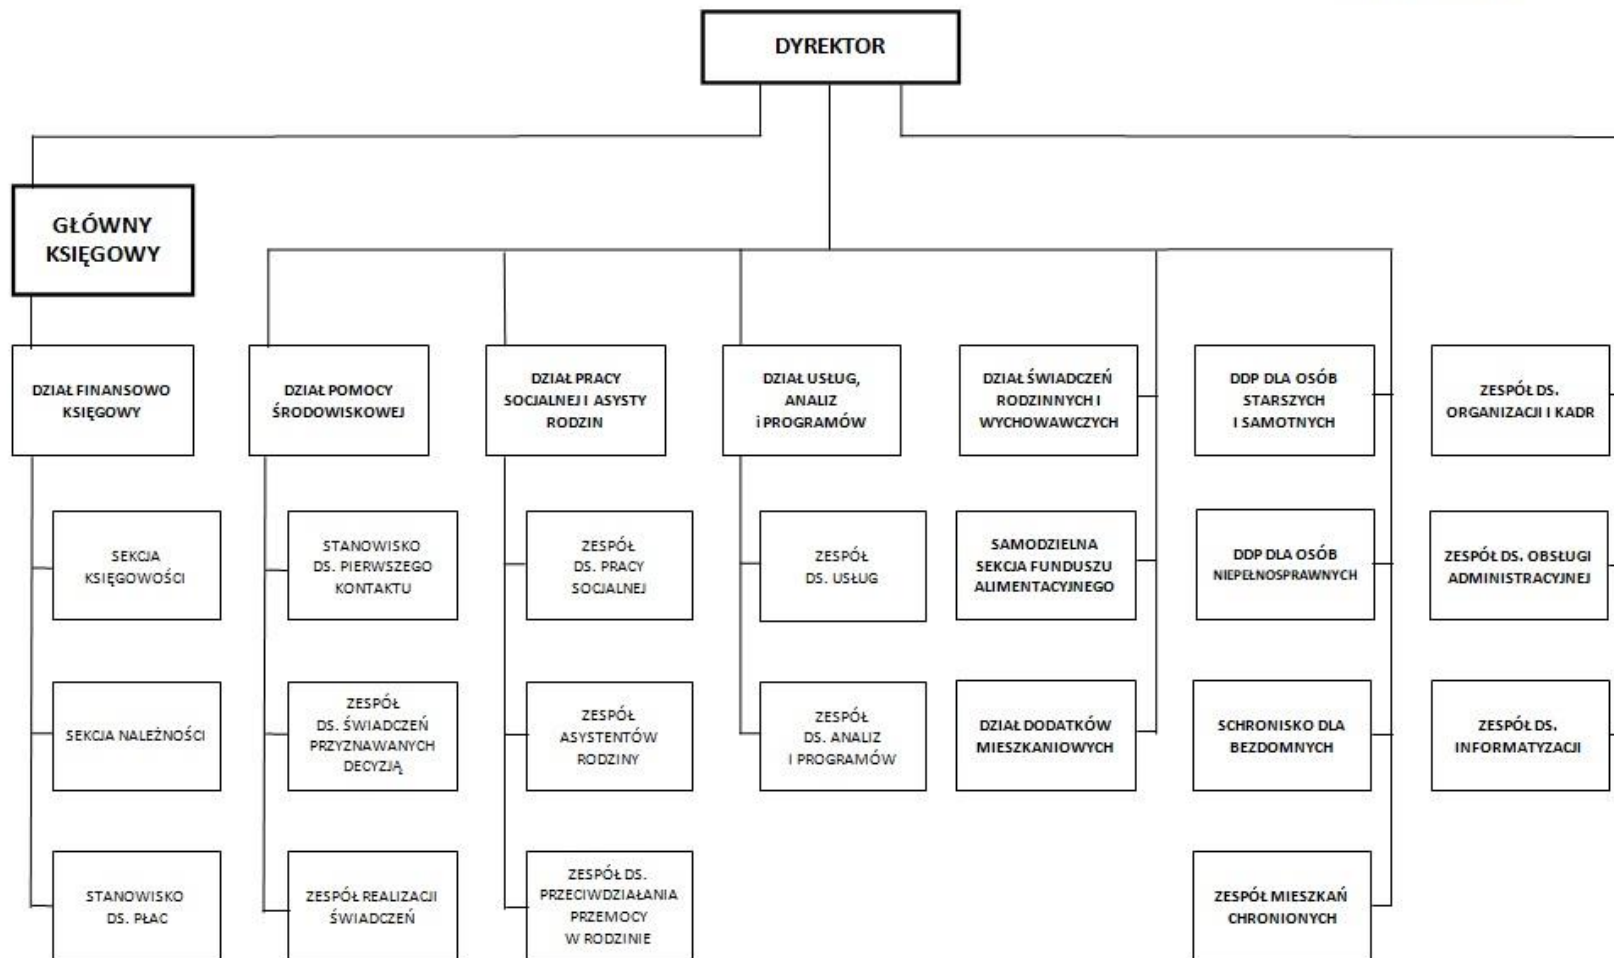 DYREKTOR
GŁÓWNY
KSIĘGOWY
DZIAŁ FINANSOWO
KSIĘGOWY
DZIAŁ POMOCY
ŚRODOWISKOWEJ
DZIAŁ PRACY
SOCJALNEJ I ASYSTY
RODZIN
DZIAŁ USŁUG,
ANALIZ
i PROGRAMÓW
DZIAŁ ŚWIADCZEŃ
RODZINNYCH I
WYCHOWAWCZYCH
DDP DLA OSÓB
STARSZYCH
I SAMOTNYCH
ZESPÓŁ DS.
ORGANIZACJI I KADR
SEKCJA
KSIĘGOWOŚCI
STANOWISKO
DS. PIERWSZEGO
KONTAKTU
ZESPÓŁ
DS. PRACY
SOCJALNEJ
ZESPÓŁ
DS. USŁUG
SAMODZIELNA
SEKCJA FUNDUSZU
ALIMENTACYJNEGO
DDP DLA OSÓB
NIEPEŁNOSPRAWNYCH
ZESPÓŁ DS. OBSŁUGI
ADMINISTRACYJNEJ
SEKCJA NALEŻNOŚCI
ZESPÓŁ
DS. ŚWIADCZEŃ
PRZYZNAWANYCH
DECYZJĄ
ZESPÓŁ
ASYSTENTÓW
RODZINY
ZESPÓŁ
DS. ANALIZ
I PROGRAMÓW
DZIAŁ DODATKÓW
MIESZKANIOWYCH
SCHRONISKO DLA
BEZDOMNYCH
ZESPÓŁ DS.
INFORMATYZACJI
STANOWISKO
DS. PŁAC
ZESPÓŁ REALIZACJI
ŚWIADCZEŃ
ZESPÓŁ DS.
PRZECIWDZIAŁANIA
PRZEMOCY
W RODZINIE
ZESPÓŁ MIESZKAŃ
CHRONIONYCH